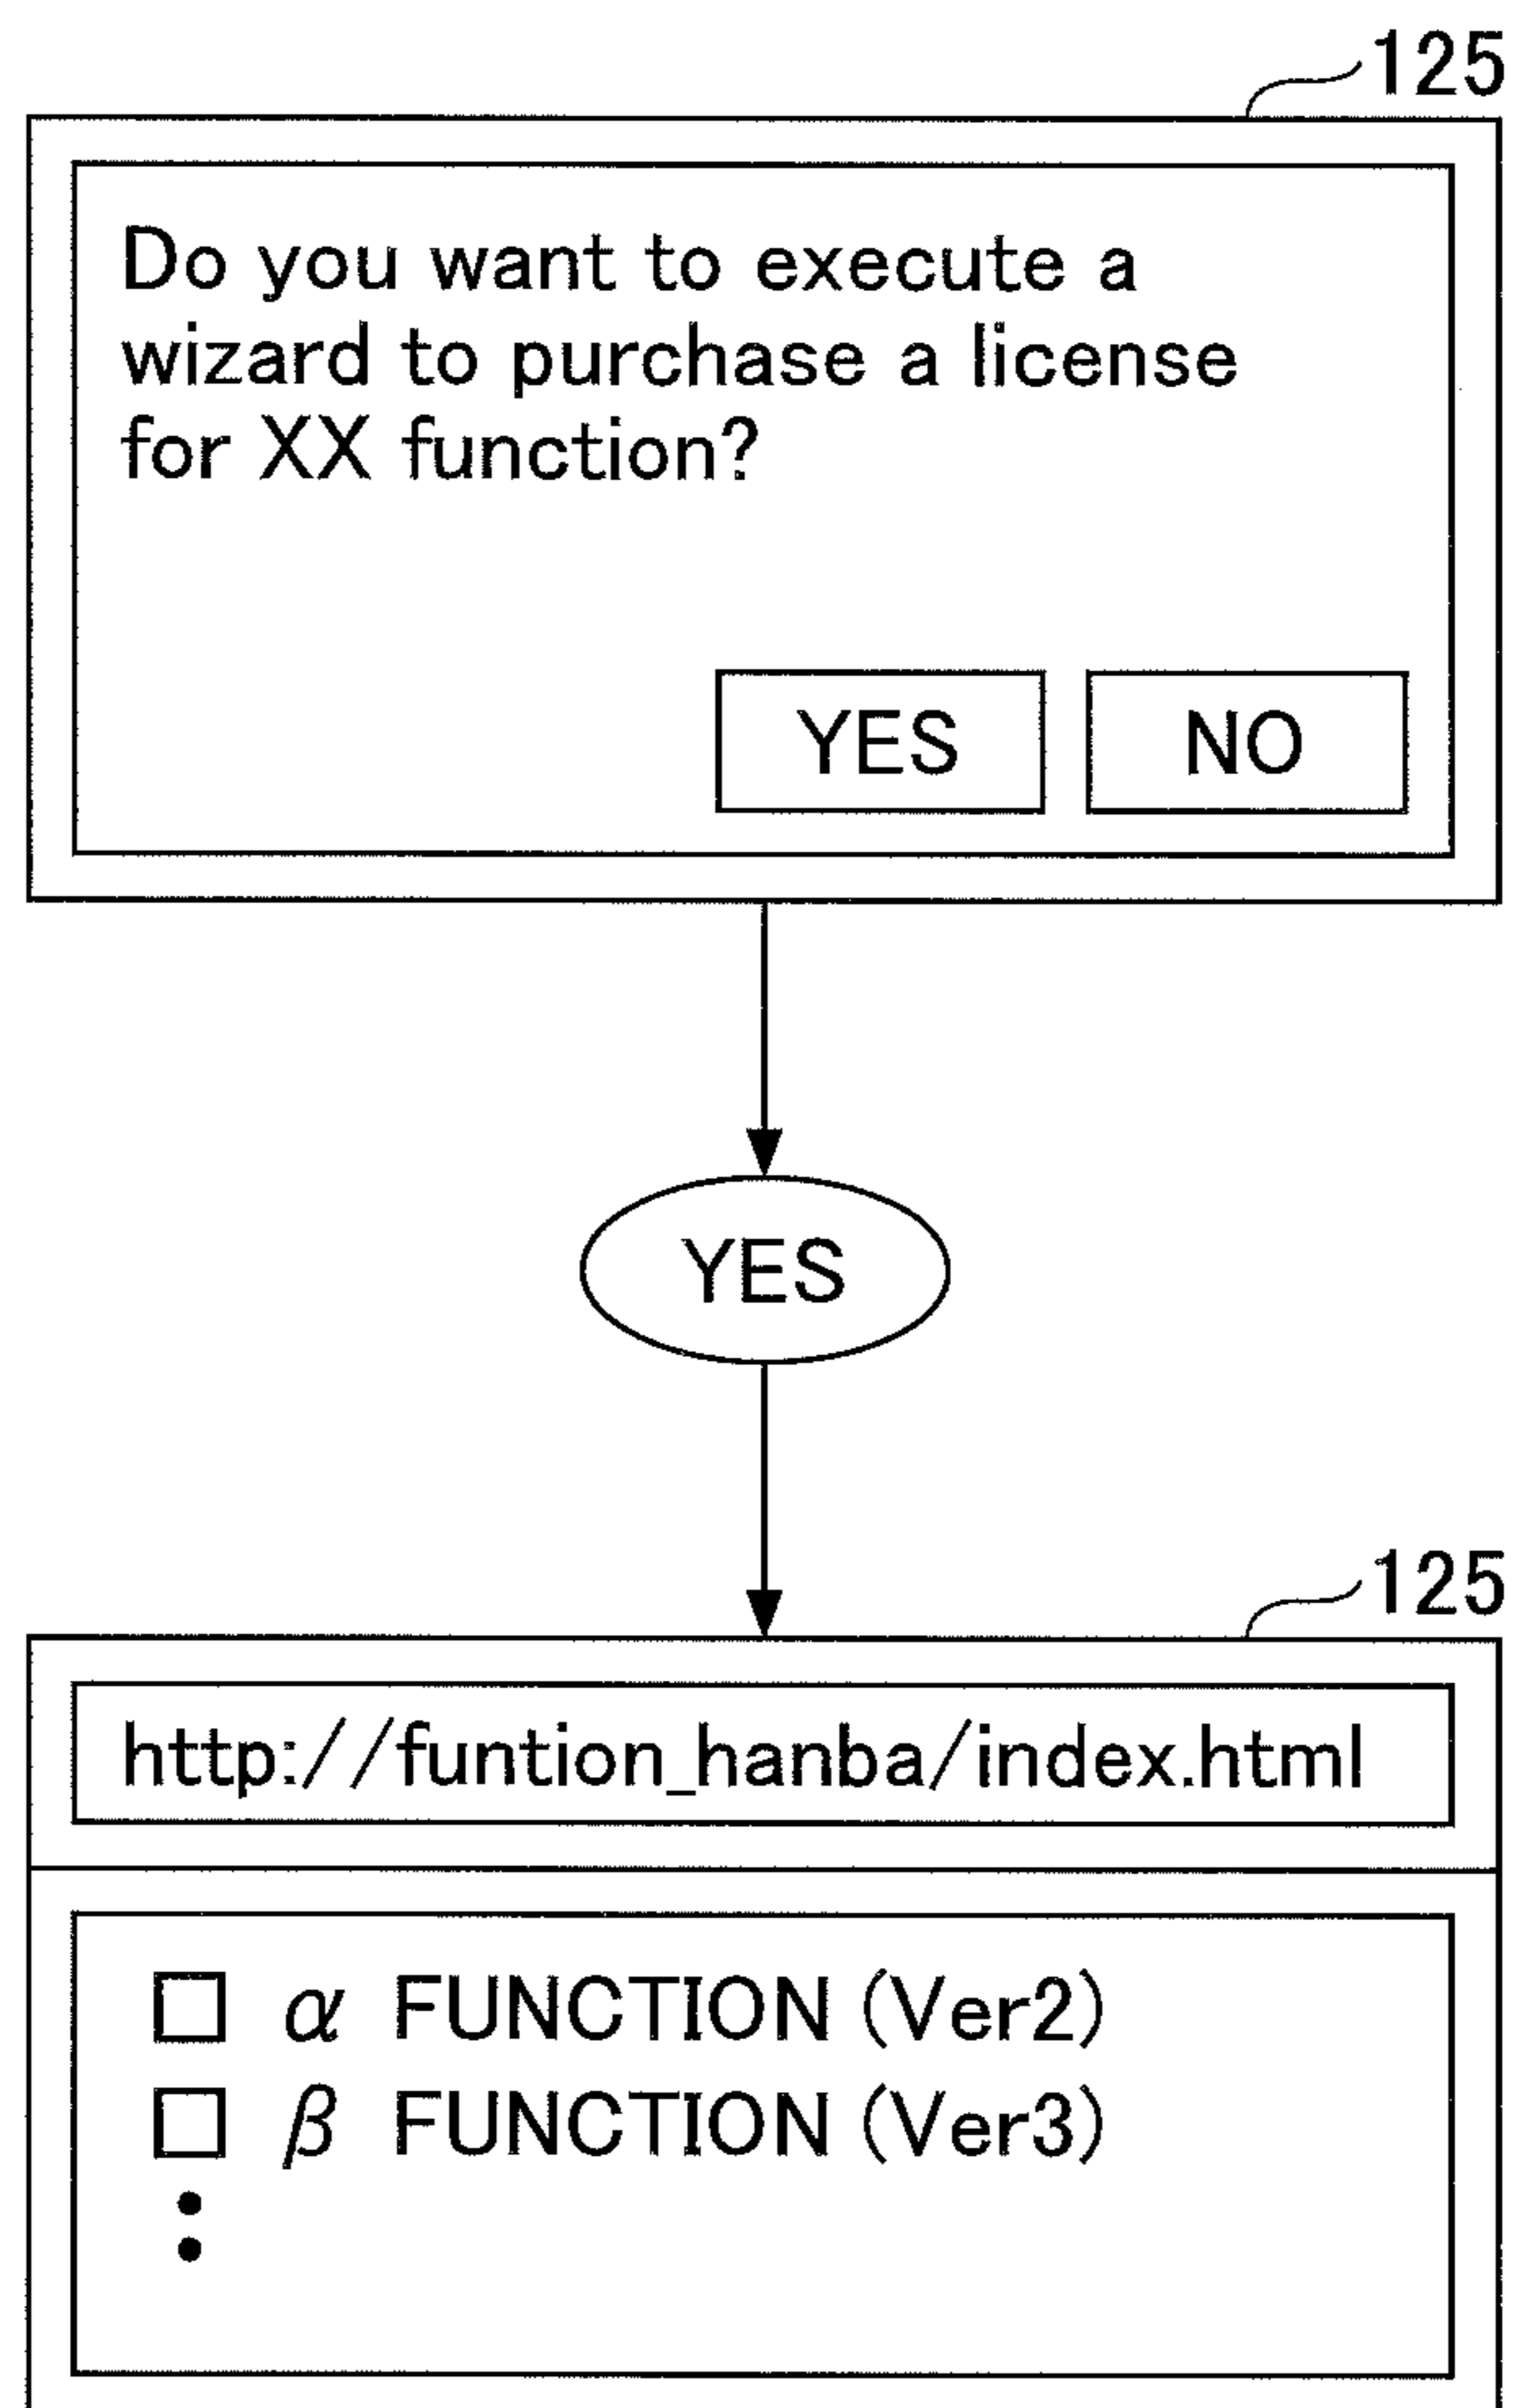 125
Do you want to execute a
wizard to purchase a license
for XX function?
YES NO
YES
125
http://funtion_hanba/index.html
α FUNCTION (Ver2)
β FUNCTION (Ver3)